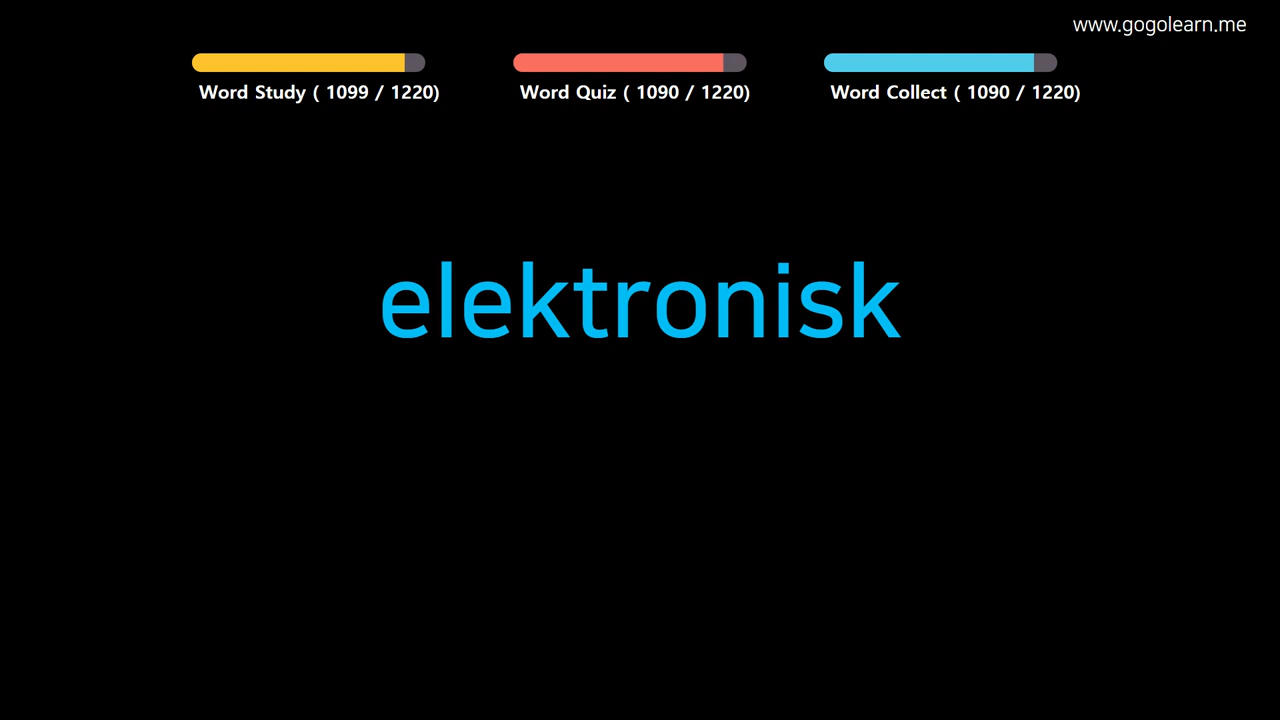 www.gogolearn.me
Word Study ( 1099 / 1220)
Word Quiz ( 1090 / 1220)
Word Collect ( 1090 / 1220)
elektronisk